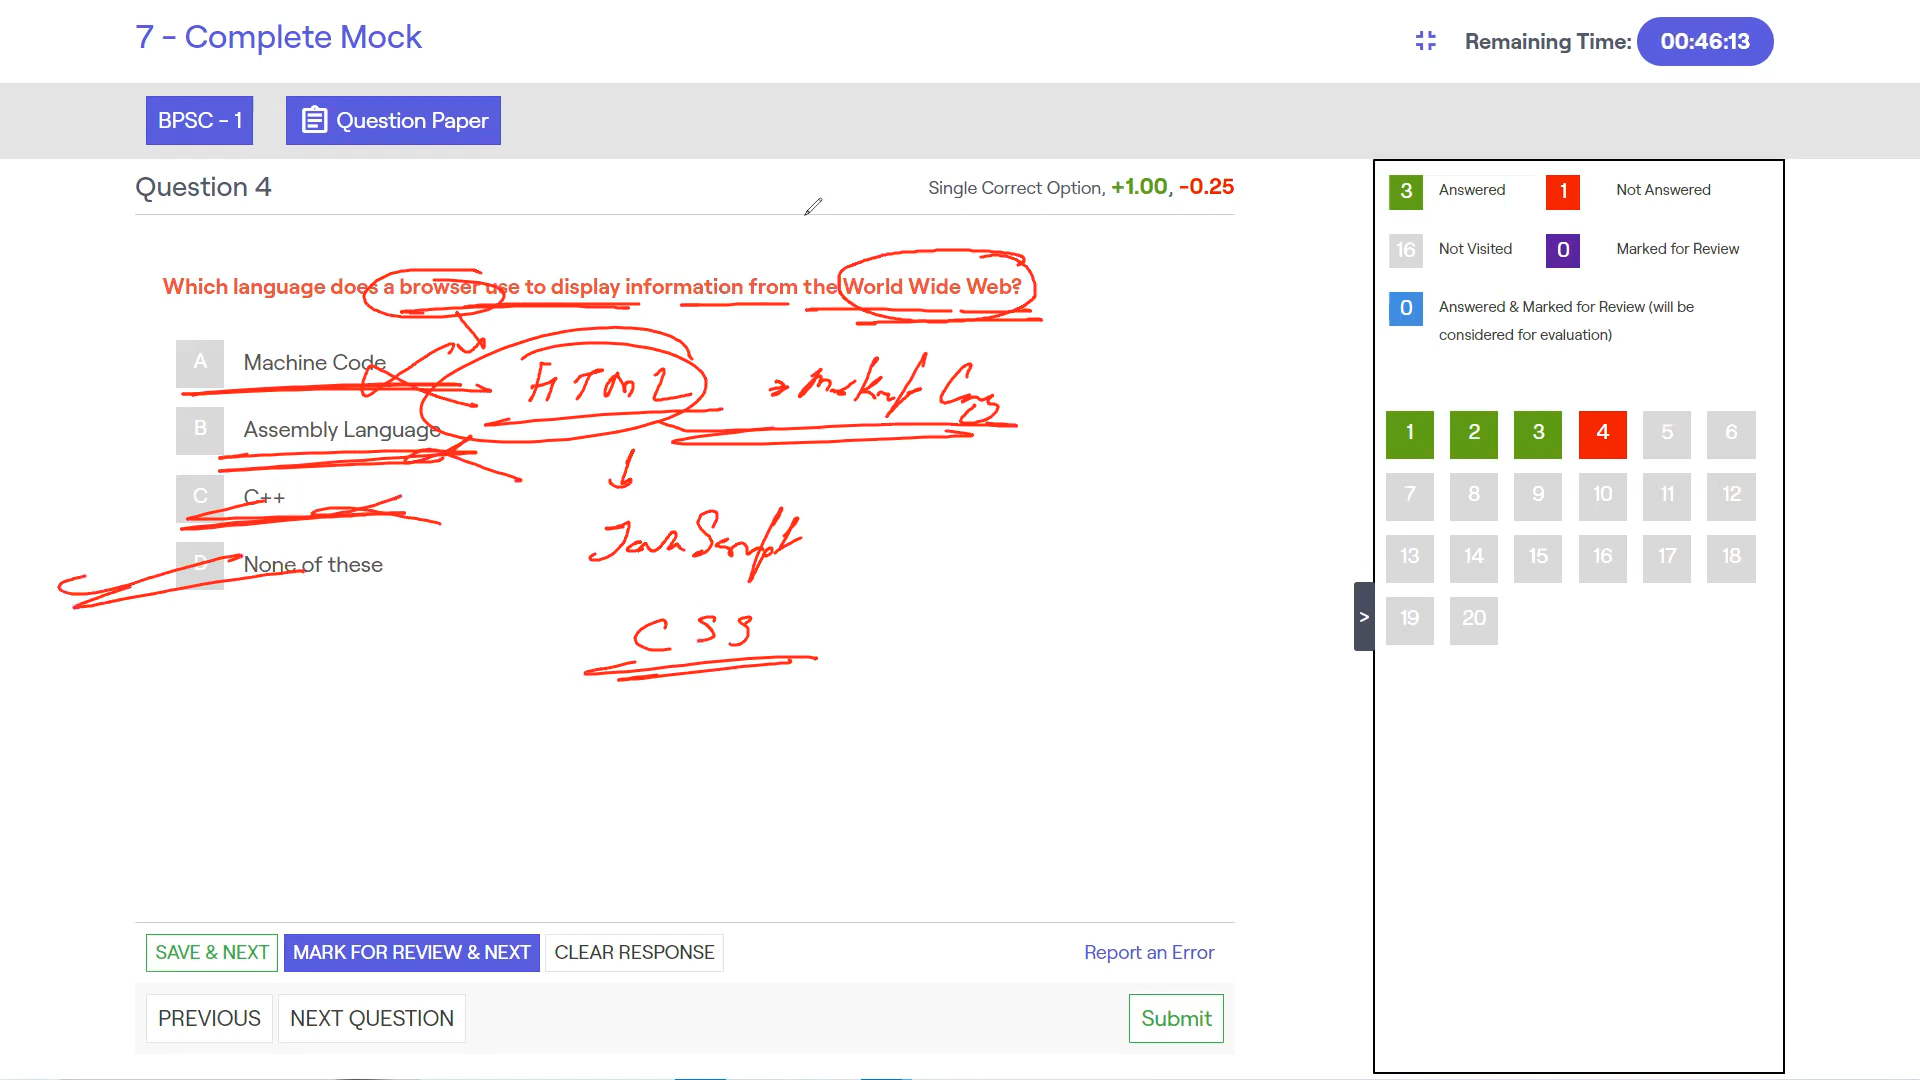 7 - Complete Mock
Remaining Time: 00:46:13
BPSC - 1
Question Paper
Question 4
Single Correct Option, +1.00, -0.25
Which language does a browser use to display information from the World Wide Web?
A Machine Code
HTML
B Assembly Language
C C++
JavaScript
D None of these
CSS
3 Answered
1 Not Answered
16 Not Visited
0 Marked for Review
0 Answered & Marked for Review (will be
considered for evaluation)
1 2 3 4 5 6
7 8 9 10 11 12
13 14 15 16 17 18
19 20
>
SAVE & NEXT
MARK FOR REVIEW & NEXT
CLEAR RESPONSE
Report an Error
PREVIOUS
NEXT QUESTION
Submit